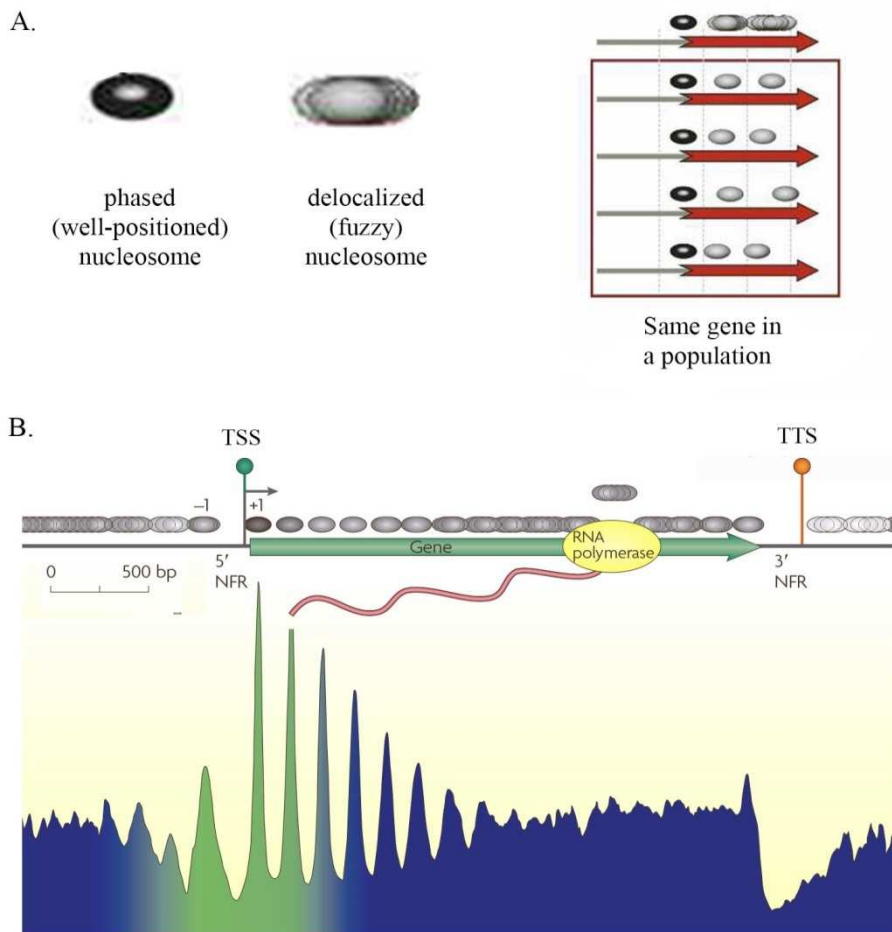 A.
phased
(well-positioned)
nucleosome
delocalized
(fuzzy)
nucleosome
Same gene in
a population
B.
TSS
TTS
–1
+1
Gene
RNA
polymerase
0
500 bp
5′
NFR
3′
NFR